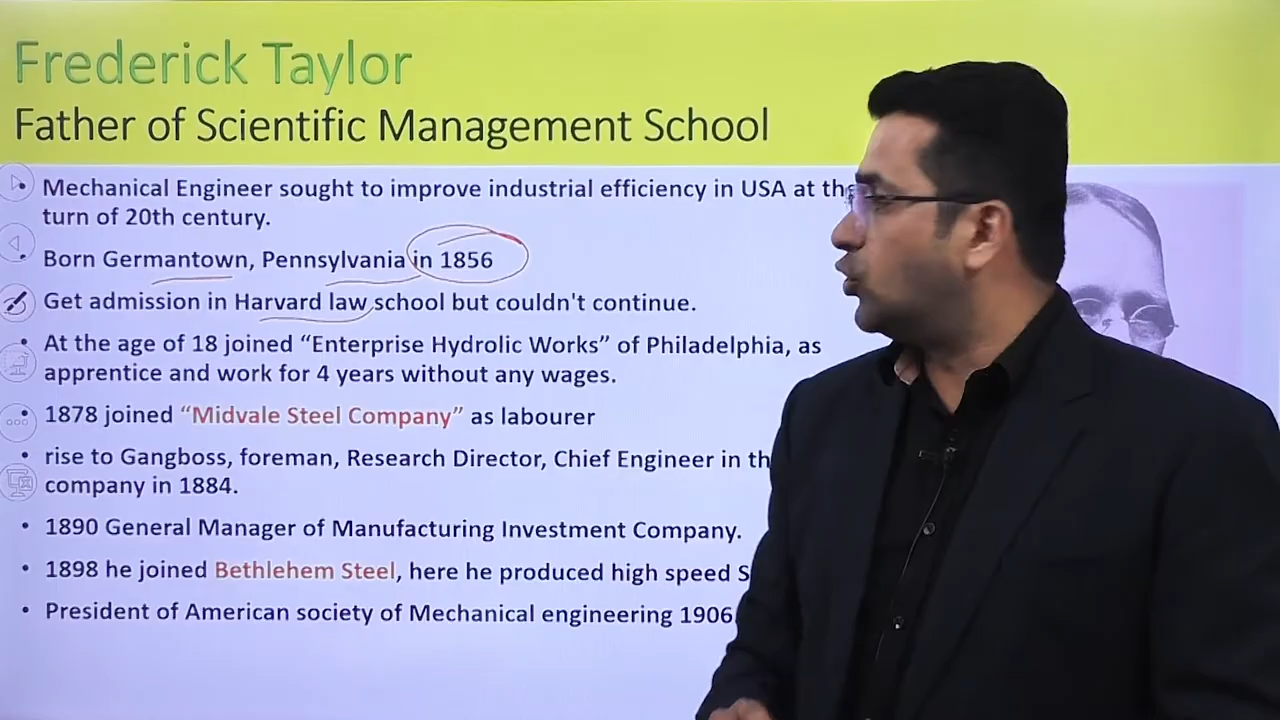 Frederick Taylor
Father of Scientific Management School
• Mechanical Engineer sought to improve industrial efficiency in USA at the
turn of 20th century.
• Born Germantown, Pennsylvania in 1856
• Get admission in Harvard law school but couldn't continue.
• At the age of 18 joined “Enterprise Hydrolic Works” of Philadelphia, as
apprentice and work for 4 years without any wages.
• 1878 joined “Midvale Steel Company” as labourer
• rise to Gangboss, foreman, Research Director, Chief Engineer in
company in 1884.
• 1890 General Manager of Manufacturing Investment Company.
• 1898 he joined Bethlehem Steel, here he produced high speed
• President of American society of Mechanical engineering 1906